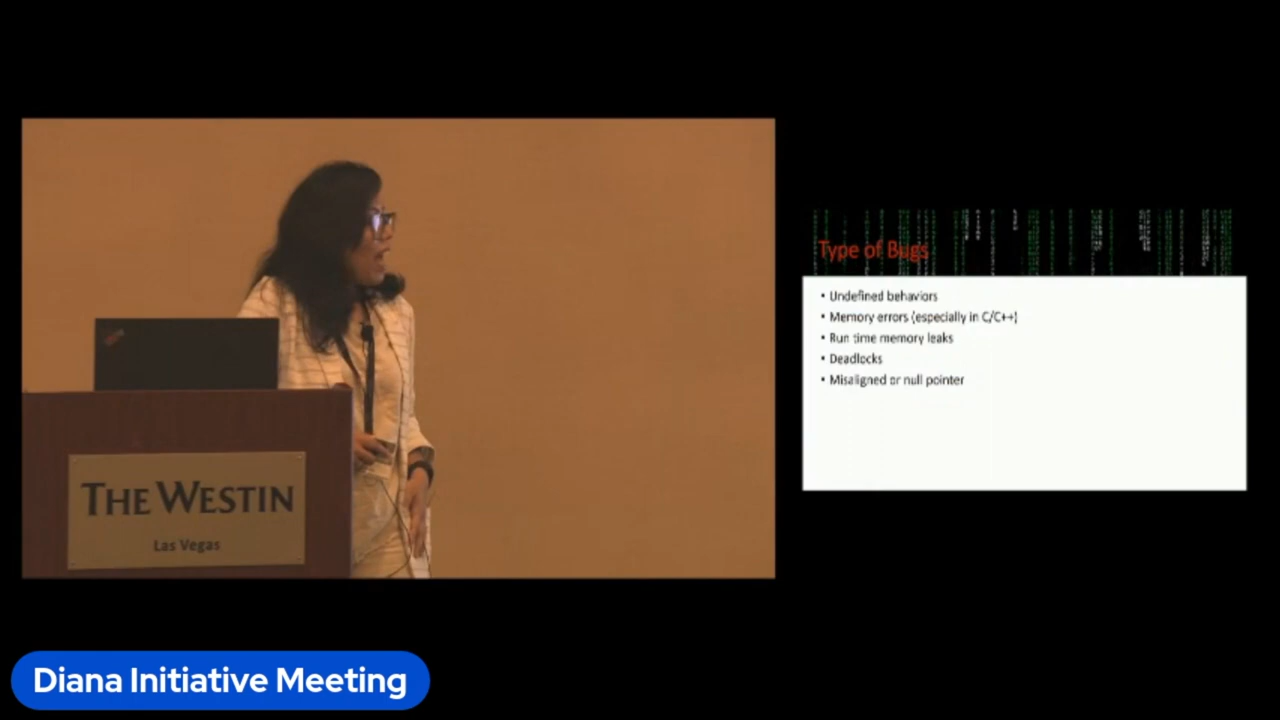 Type of Bugs
• Undefined behaviors
• Memory errors (especially in C/C++)
• Run time memory leaks
• Deadlocks
• Misaligned or null pointer
THE WESTIN
Las Vegas
Diana Initiative Meeting